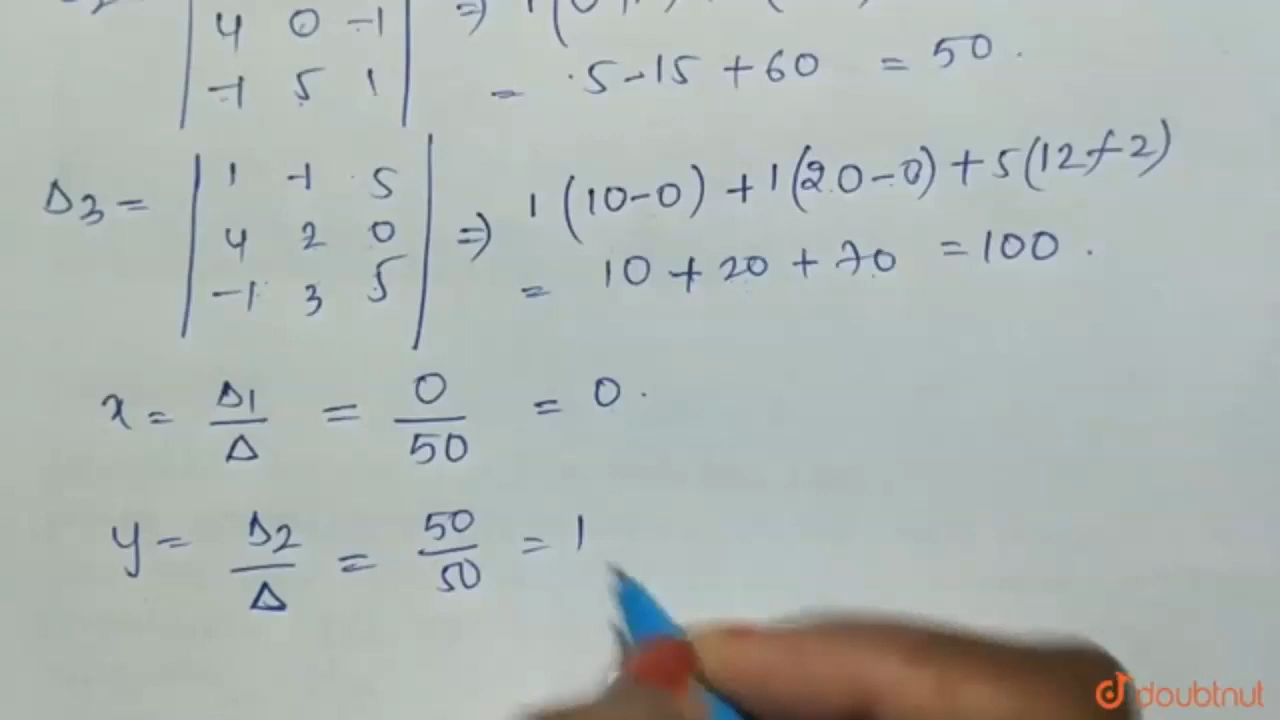 4 0 -1 ⇒ 1(
-1 5 1 = 5-15+60 = 50.
Δ3 = | 1 -1 5 | ⇒ 1(10-0)+1(20-0)+5(12+2)
4 2 0 = 10+20+70 = 100.
-1 3 5
x = Δ1/Δ = 0/50 = 0.
y = Δ2/Δ = 50/50 = 1
doubtnut